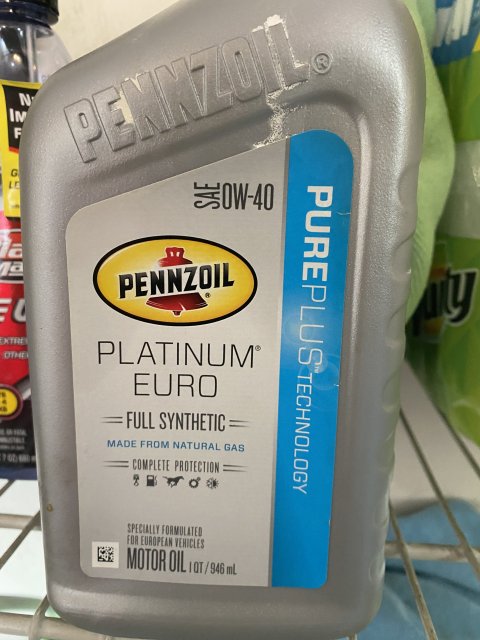 PENNZOIL®
SAE 0W-40
PENNZOIL®
PLATINUM®
EURO
FULL SYNTHETIC
MADE FROM NATURAL GAS
COMPLETE PROTECTION
SPECIALLY FORMULATED
FOR EUROPEAN VEHICLES
MOTOR OIL 1 QT/946 mL
PUREPLUS™ TECHNOLOGY